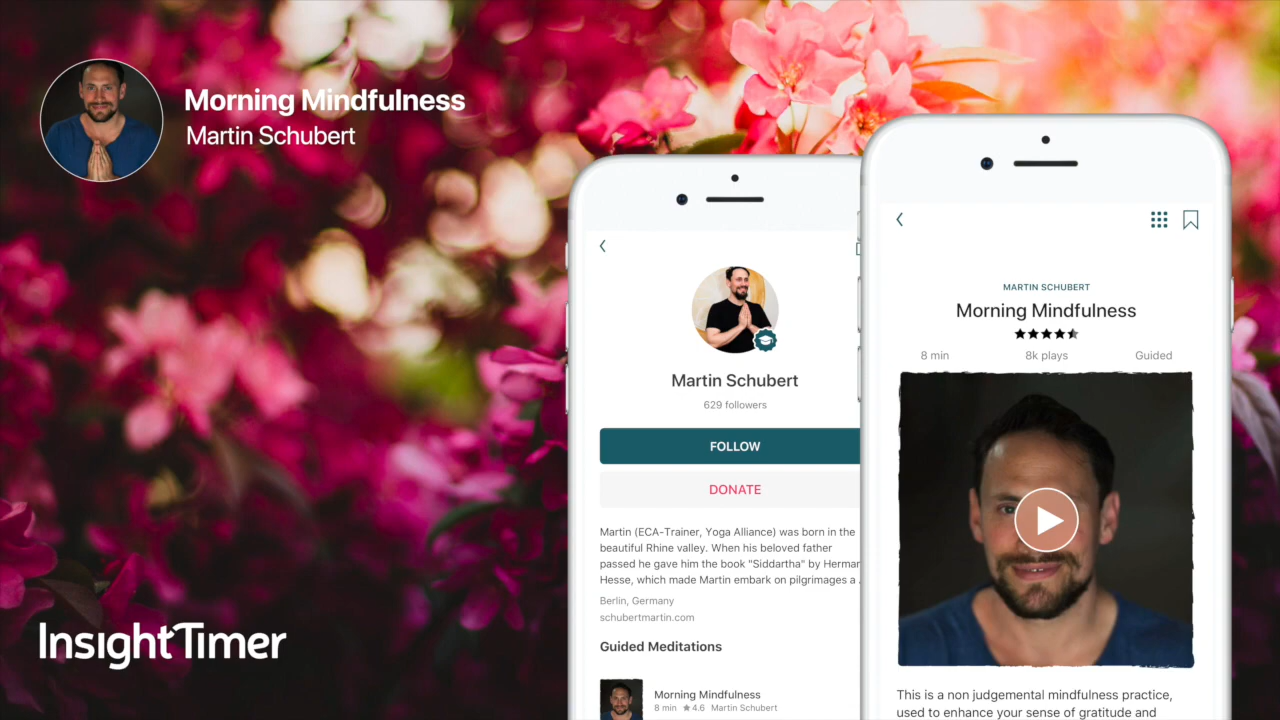 Morning Mindfulness
Martin Schubert
InsightTimer
Martin Schubert
629 followers
FOLLOW
DONATE
Martin (ECA-Trainer, Yoga Alliance) was born in the
beautiful Rhine valley. When his beloved father
passed he gave him the book "Siddartha" by Herman
Hesse, which made Martin embark on pilgrimages a
Berlin, Germany
schubertmartin.com
Guided Meditations
Morning Mindfulness
8 min ★ 4.6 Martin Schubert
MARTIN SCHUBERT
Morning Mindfulness
8 min 8k plays Guided
This is a non judgemental mindfulness practice,
used to enhance your sense of gratitude and